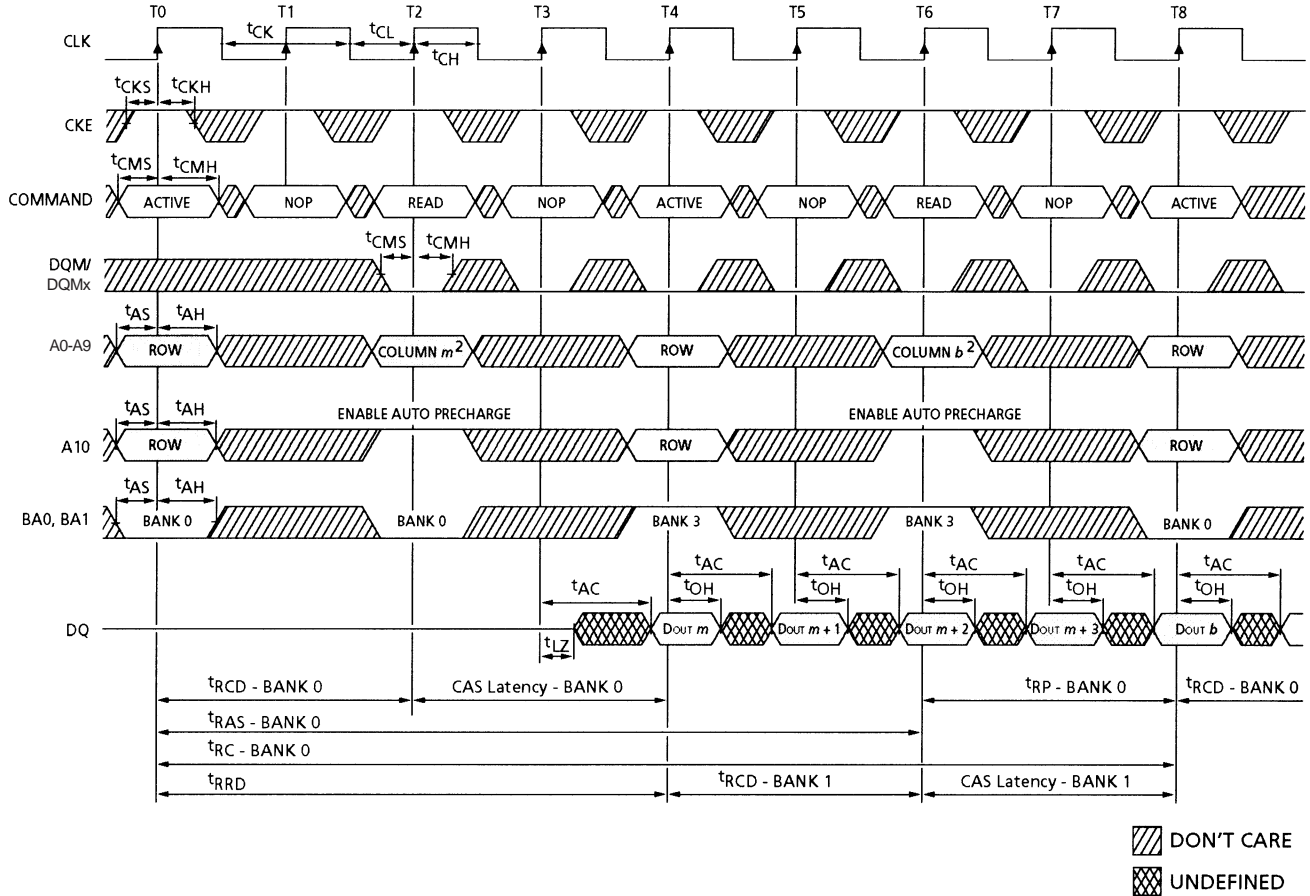 T0 T1 T2 T3 T4 T5 T6 T7 T8
CLK
tCK tCL
tCH
tCKS tCKH
CKE
tCMS tCMH
COMMAND ACTIVE NOP READ NOP ACTIVE NOP READ NOP ACTIVE
tCMS tCMH
DQM/
DQMx
tAS tAH
A0-A9 ROW COLUMN m2 ROW COLUMN b2 ROW
tAS tAH ENABLE AUTO PRECHARGE ENABLE AUTO PRECHARGE
A10 ROW ROW ROW
tAS tAH
BA0, BA1 BANK 0 BANK 0 BANK 3 BANK 3 BANK 0
tAC tAC tAC tAC tAC tAC
tOH tOH tOH tOH tOH
DQ DOUT m DOUT m + 1 DOUT m + 2 DOUT m + 3 DOUT b
tLZ
tRCD - BANK 0 CAS Latency - BANK 0 tRP - BANK 0 tRCD - BANK 0
tRAS - BANK 0
tRC - BANK 0
tRRD tRCD - BANK 1 CAS Latency - BANK 1
DON'T CARE
UNDEFINED